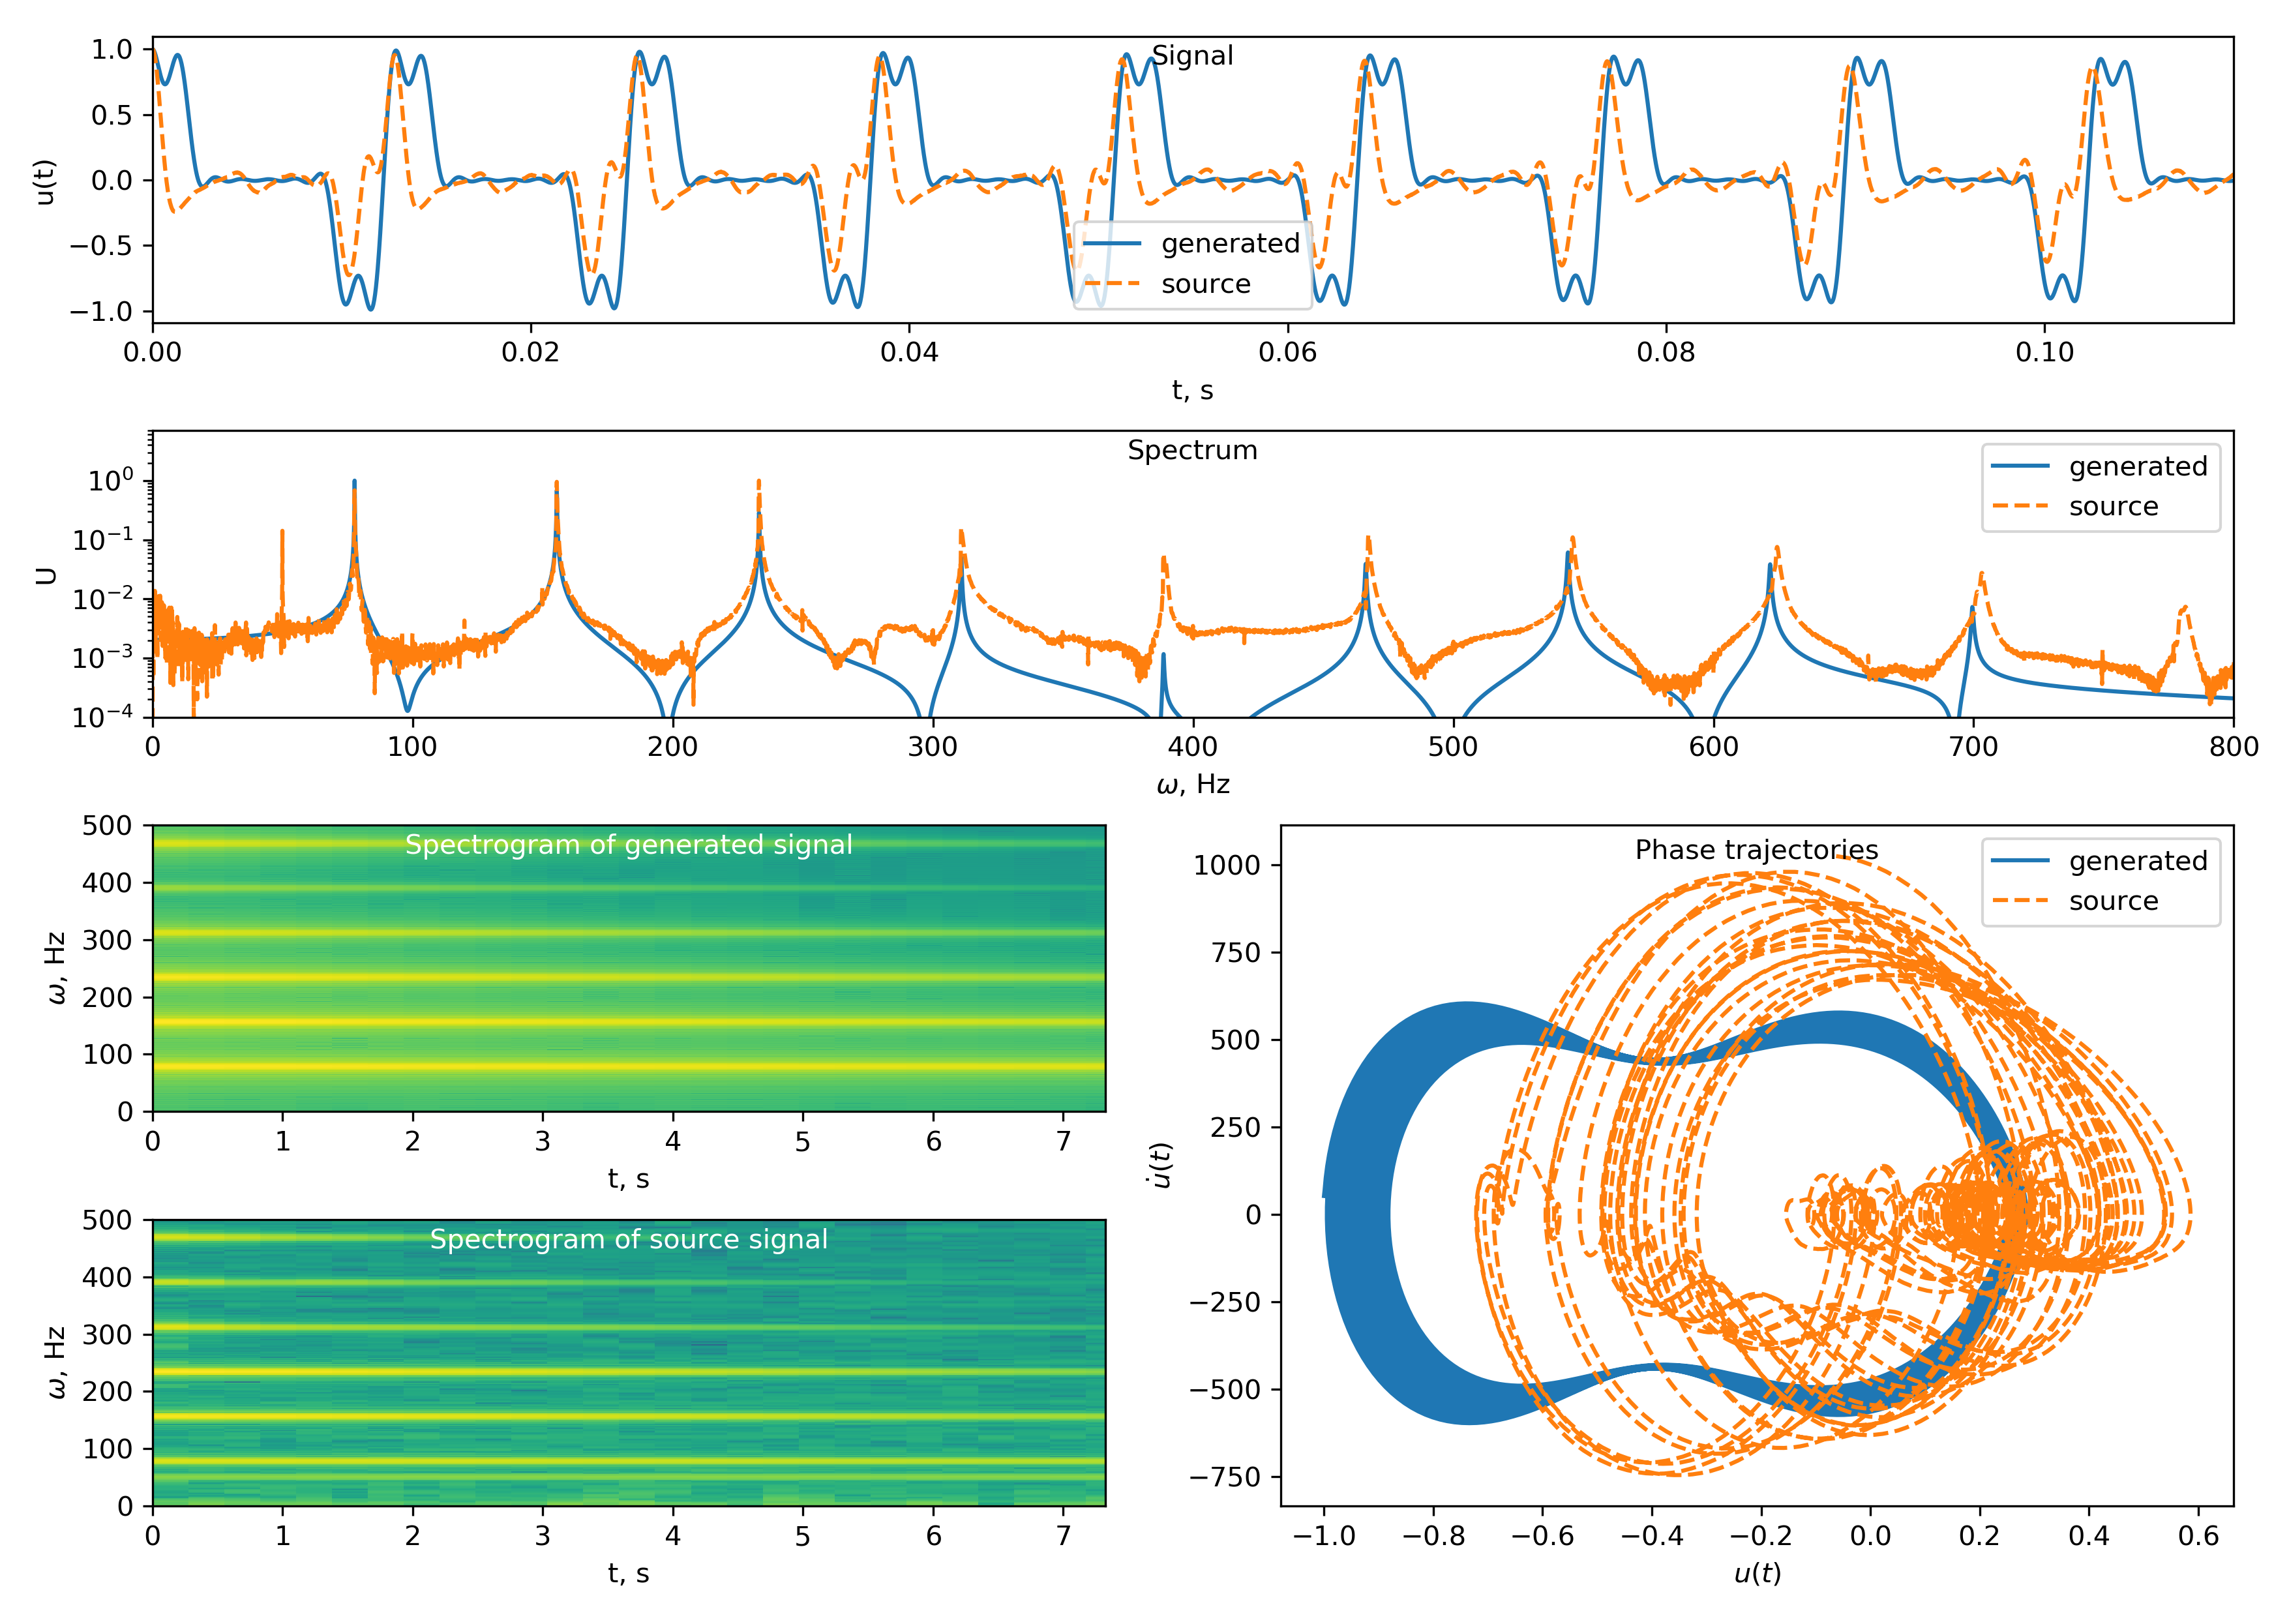 Signal
1.0
0.5
0.0
−0.5
−1.0
u(t)
generated
source
0.00 0.02 0.04 0.06 0.08 0.10
t, s
Spectrum
10⁰
10⁻¹
10⁻²
10⁻³
10⁻⁴
U
generated
source
0 100 200 300 400 500 600 700 800
ω, Hz
Spectrogram of generated signal
500
400
300
200
100
0
ω, Hz
0 1 2 3 4 5 6 7
t, s
Spectrogram of source signal
500
400
300
200
100
0
ω, Hz
0 1 2 3 4 5 6 7
t, s
Phase trajectories
generated
source
1000
750
500
250
0
−250
−500
−750
u̇(t)
−1.0 −0.8 −0.6 −0.4 −0.2 0.0 0.2 0.4 0.6
u(t)